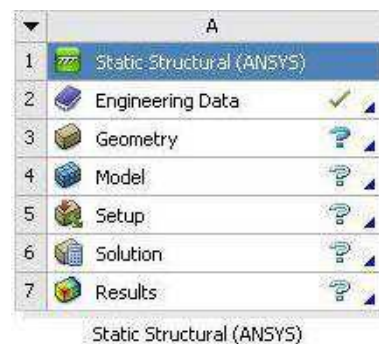 A
1 Static Structural (ANSYS)
2 Engineering Data
3 Geometry
4 Model
5 Setup
6 Solution
7 Results
Static Structural (ANSYS)